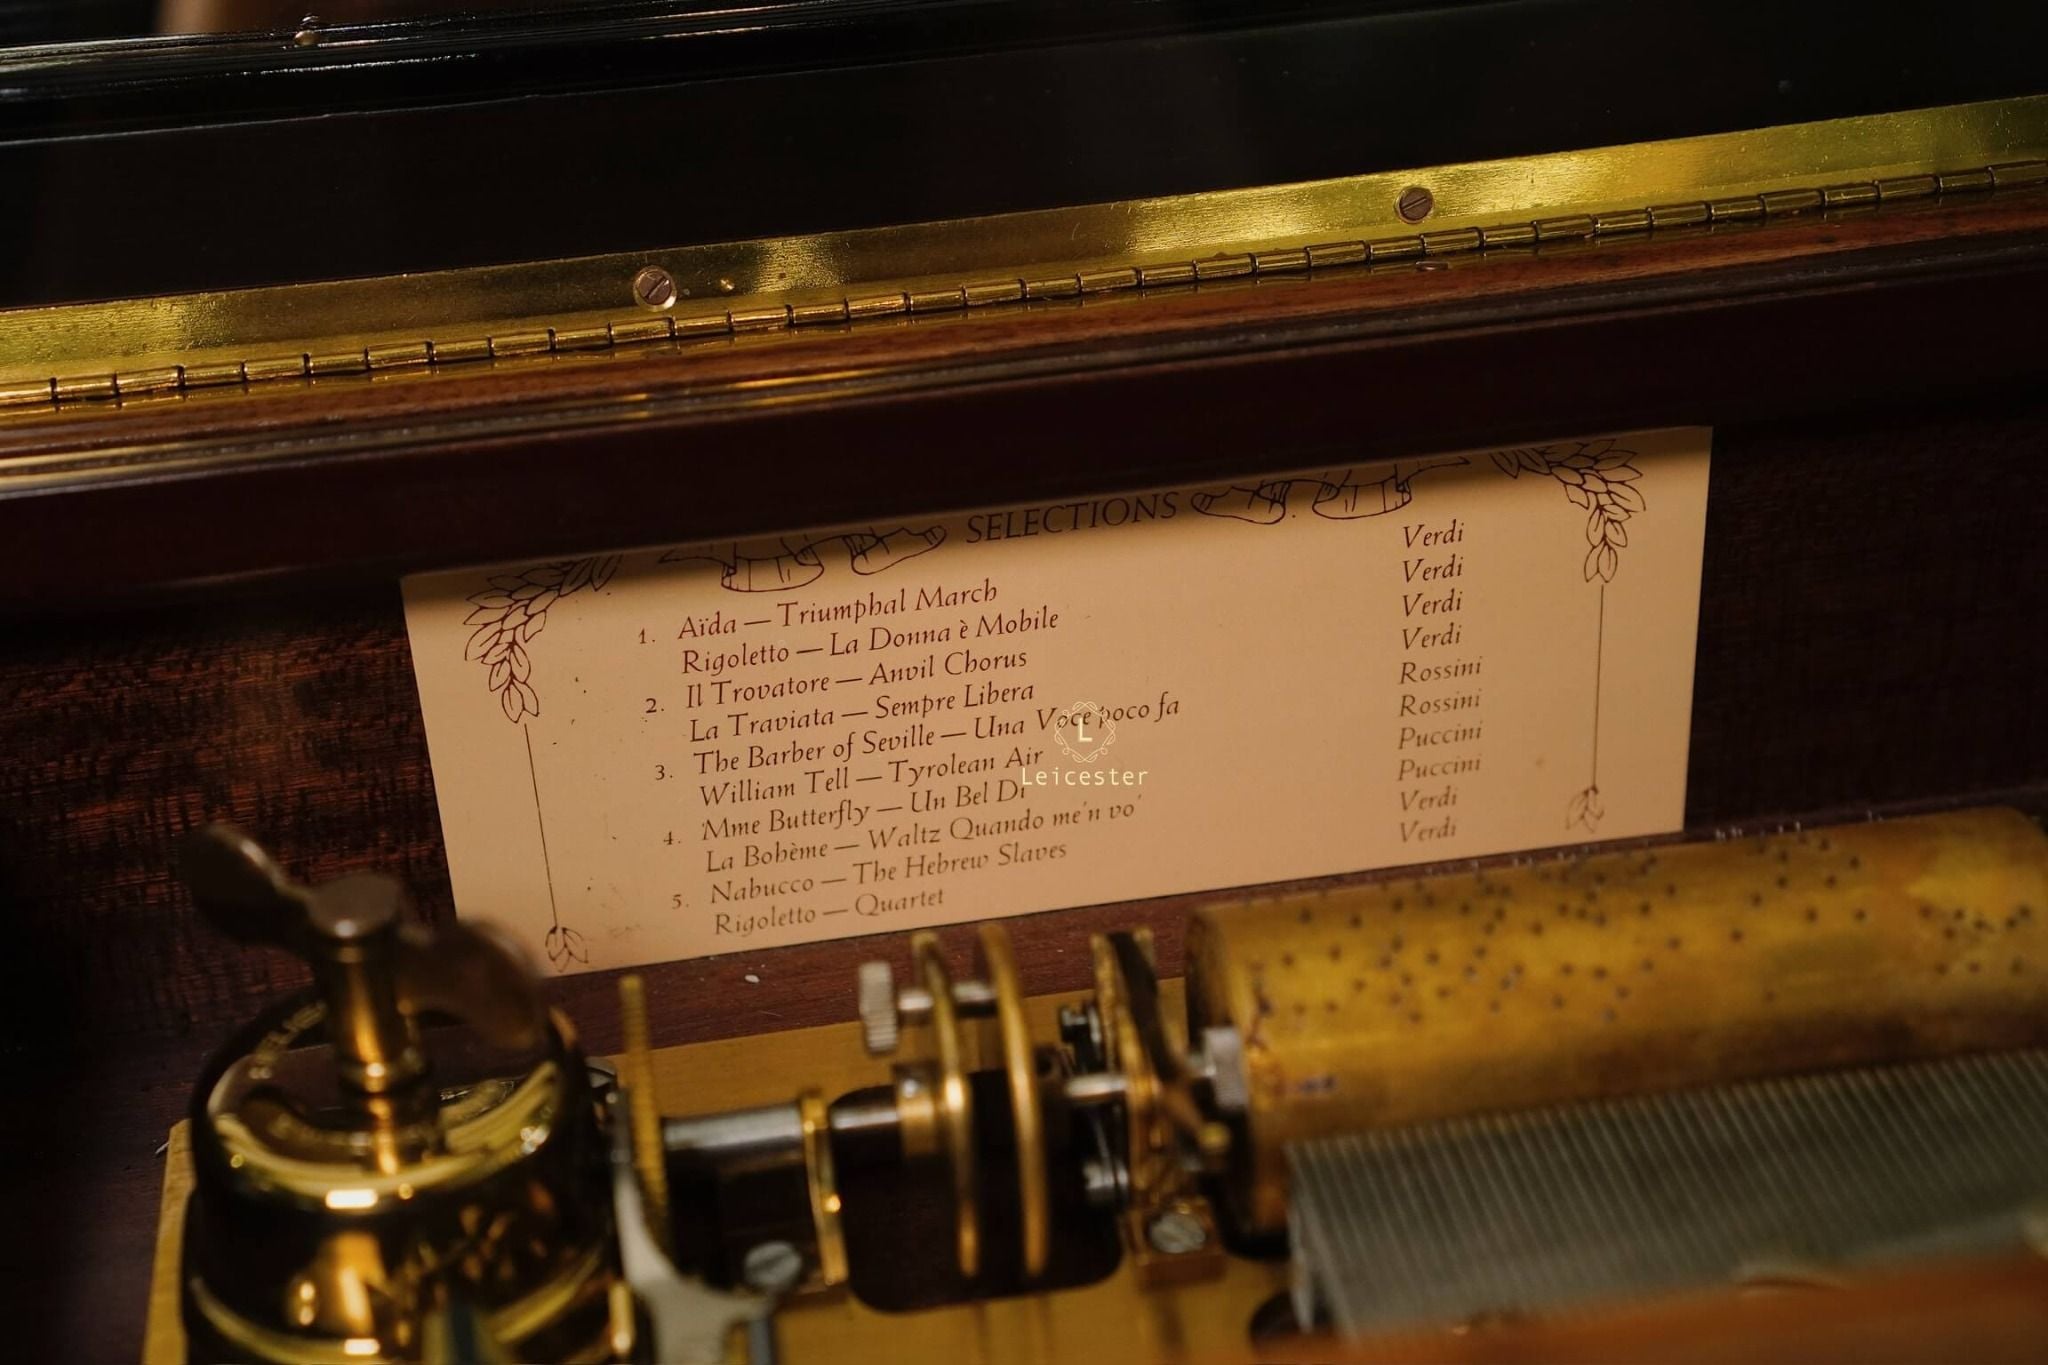 SELECTIONS
1. Aïda — Triumphal March Verdi
Rigoletto — La Donna è Mobile Verdi
2. Il Trovatore — Anvil Chorus Verdi
La Traviata — Sempre Libera Verdi
3. The Barber of Seville — Una Voce poco fa Rossini
William Tell — Tyrolean Air Rossini
4. Mme Butterfly — Un Bel Di Puccini
La Bohème — Waltz Quando me'n vo' Puccini
5. Nabucco — The Hebrew Slaves Verdi
Rigoletto — Quartet Verdi
L
Leicester